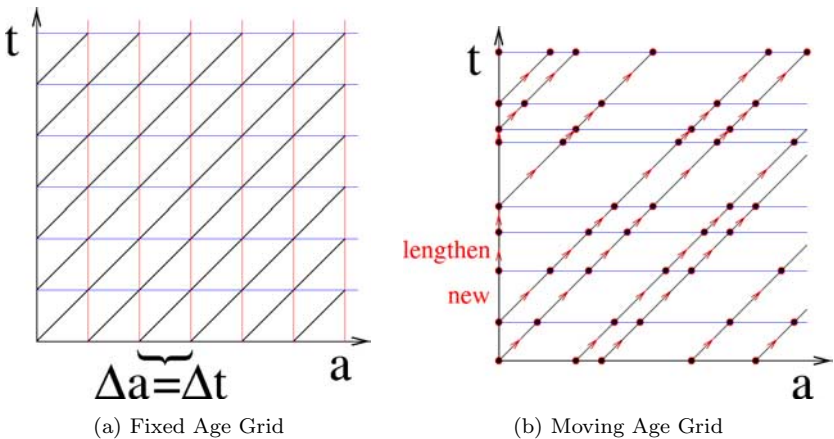 t
a
Δa=Δt
(a) Fixed Age Grid
t
lengthen
new
a
(b) Moving Age Grid